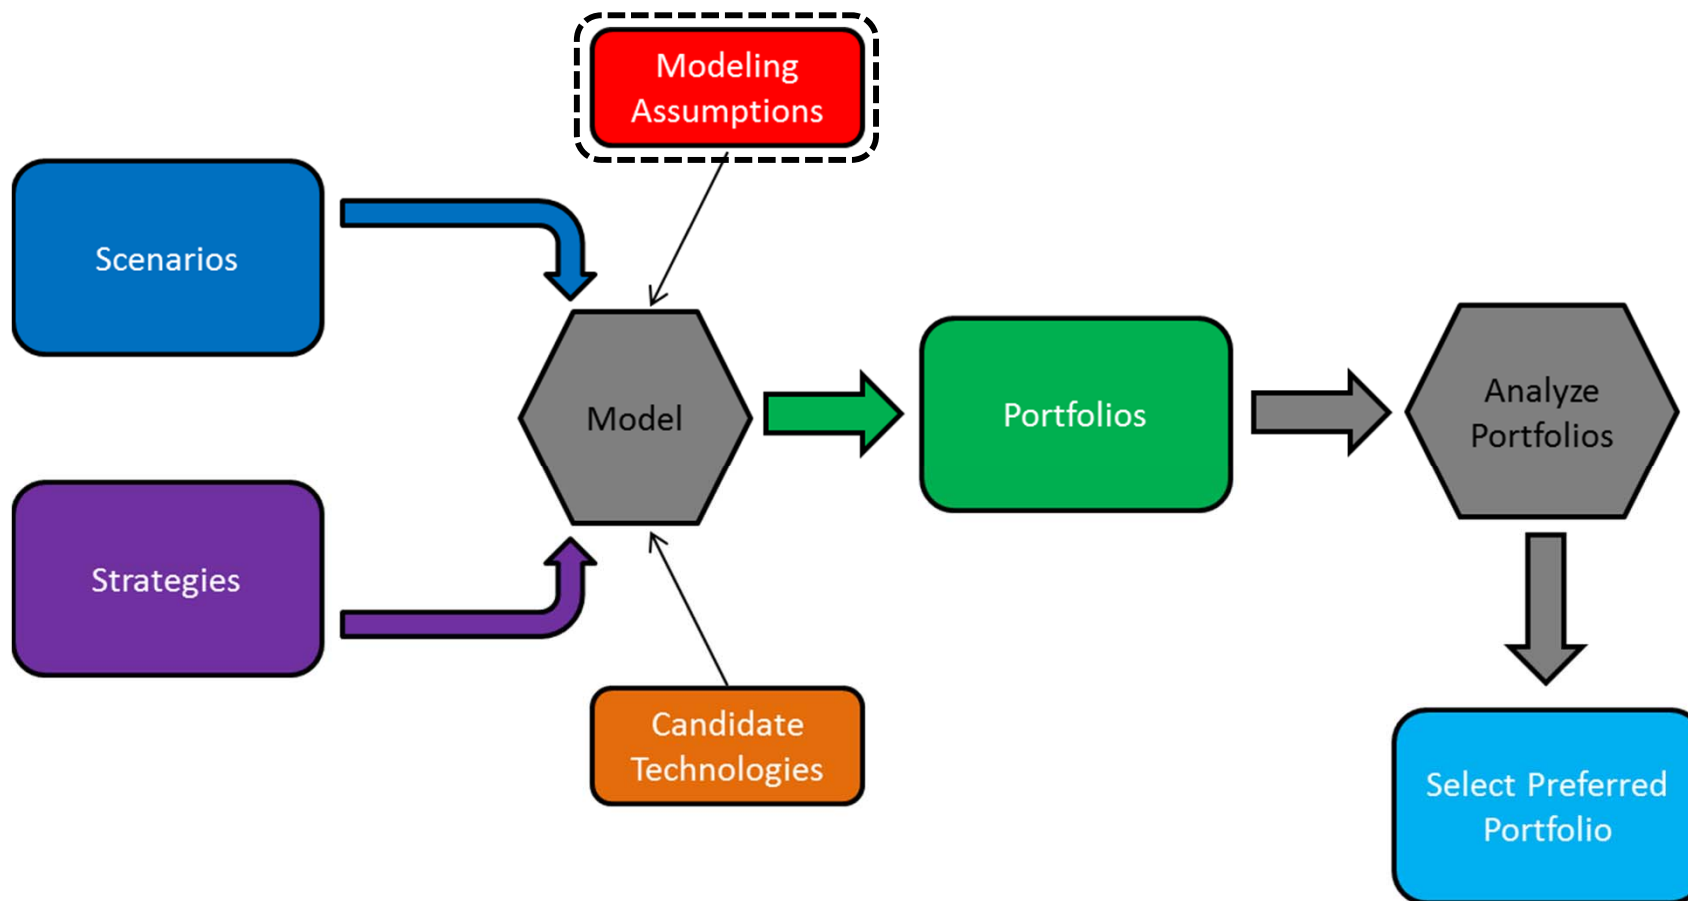 Modeling
Assumptions
Scenarios
Model
Portfolios
Analyze
Portfolios
Strategies
Candidate
Technologies
Select Preferred
Portfolio